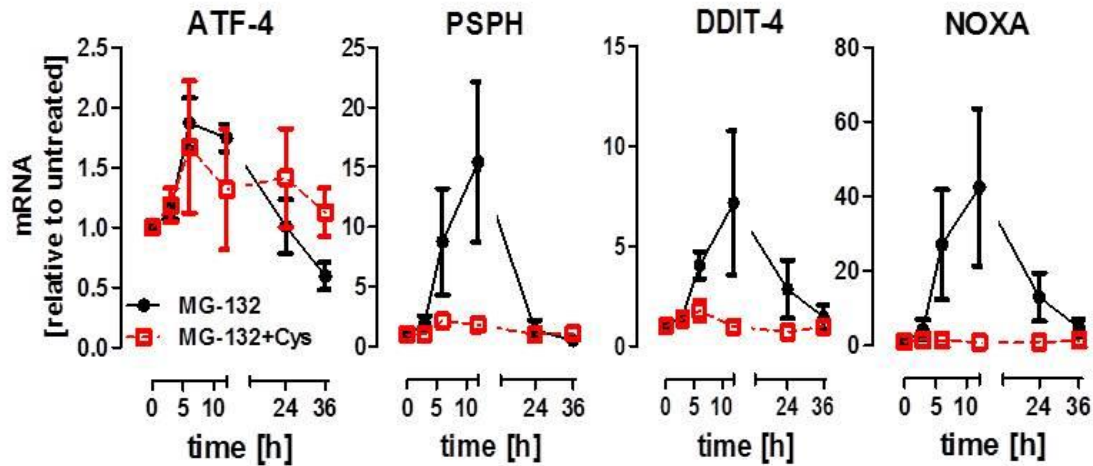 ATF-4 PSPH DDIT-4 NOXA
mRNA
[relative to untreated]
2.5
2.0
1.5
1.0
0.5
0.0
MG-132
MG-132+Cys
0 5 10 24 36
time [h]
25
20
15
10
5
0
0 5 10 24 36
time [h]
15
10
5
0
0 5 10 24 36
time [h]
80
60
40
20
0
0 5 10 24 36
time [h]